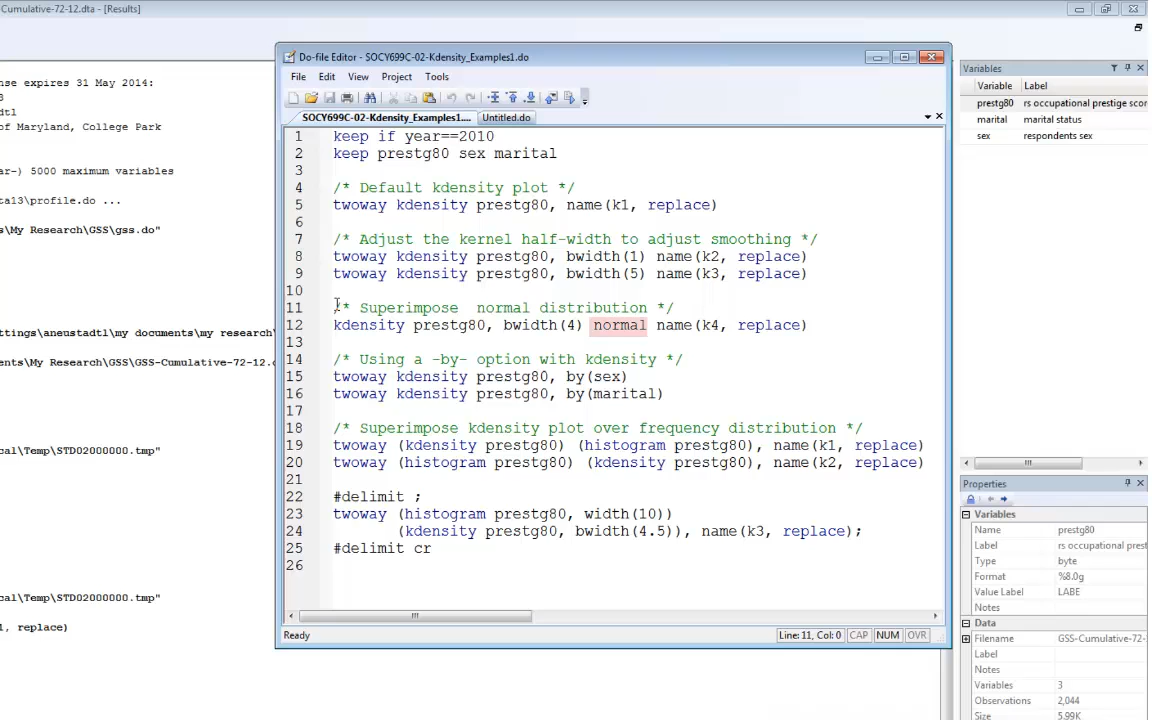 Cumulative-72-12.dta - [Results]
nse expires 31 May 2014:
8
dtl
of Maryland, College Park
ar-) 5000 maximum variables
ta13\profile.do ...
s\My Research\GSS\gss.do"
ttings\aneustadtl\my documents\my research\
ents\My Research\GSS\GSS-Cumulative-72-12.d
cal\Temp\STD02000000.tmp"
cal\Temp\STD02000000.tmp"
1, replace)
Do-file Editor - SOCY699C-02-Kdensity_Examples1.do
File Edit View Project Tools
SOCY699C-02-Kdensity_Examples1.... Untitled.do
1 keep if year==2010
2 keep prestg80 sex marital
3
4 /* Default kdensity plot */
5 twoway kdensity prestg80, name(k1, replace)
6
7 /* Adjust the kernel half-width to adjust smoothing */
8 twoway kdensity prestg80, bwidth(1) name(k2, replace)
9 twoway kdensity prestg80, bwidth(5) name(k3, replace)
10
11 /* Superimpose  normal distribution */
12 kdensity prestg80, bwidth(4) normal name(k4, replace)
13
14 /* Using a -by- option with kdensity */
15 twoway kdensity prestg80, by(sex)
16 twoway kdensity prestg80, by(marital)
17
18 /* Superimpose kdensity plot over frequency distribution */
19 twoway (kdensity prestg80) (histogram prestg80), name(k1, replace)
20 twoway (histogram prestg80) (kdensity prestg80), name(k2, replace)
21
22 #delimit ;
23 twoway (histogram prestg80, width(10))
24 (kdensity prestg80, bwidth(4.5)), name(k3, replace);
25 #delimit cr
26
Ready Line: 11, Col: 0 CAP NUM OVR
Variables
Variable Label
prestg80 rs occupational prestige scor
marital marital status
sex respondents sex
Properties
Variables
Name prestg80
Label rs occupational prest
Type byte
Format %8.0g
Value Label LABE
Notes
Data
Filename GSS-Cumulative-72-
Label
Notes
Variables 3
Observations 2,044
Size 5.99K